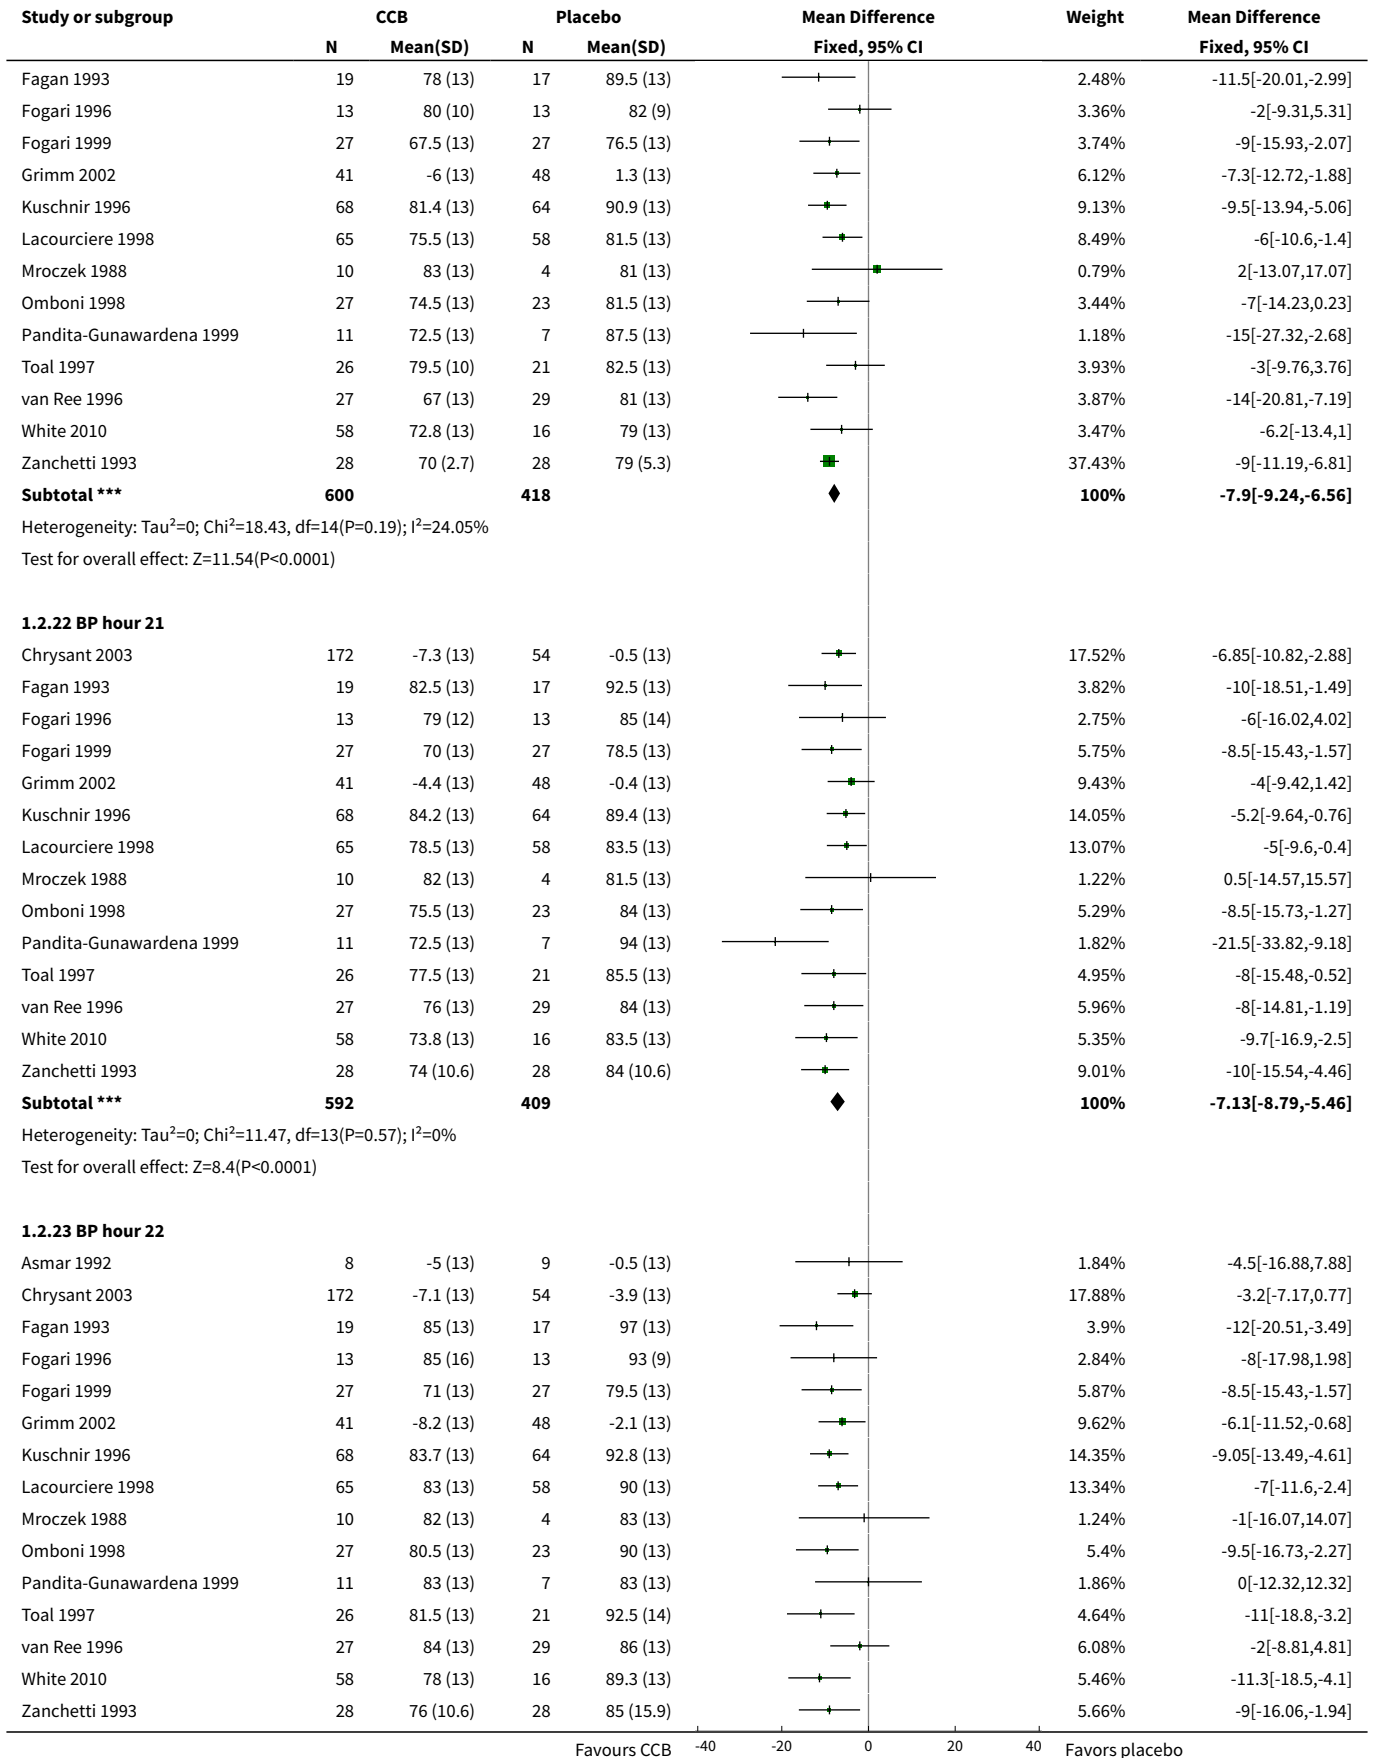 Study or subgroup CCB Placebo Mean Difference Weight Mean Difference
N Mean(SD) N Mean(SD) Fixed, 95% CI Fixed, 95% CI
Fagan 1993 19 78 (13) 17 89.5 (13) 2.48% -11.5[-20.01,-2.99]
Fogari 1996 13 80 (10) 13 82 (9) 3.36% -2[-9.31,5.31]
Fogari 1999 27 67.5 (13) 27 76.5 (13) 3.74% -9[-15.93,-2.07]
Grimm 2002 41 -6 (13) 48 1.3 (13) 6.12% -7.3[-12.72,-1.88]
Kuschnir 1996 68 81.4 (13) 64 90.9 (13) 9.13% -9.5[-13.94,-5.06]
Lacourciere 1998 65 75.5 (13) 58 81.5 (13) 8.49% -6[-10.6,-1.4]
Mroczek 1988 10 83 (13) 4 81 (13) 0.79% 2[-13.07,17.07]
Omboni 1998 27 74.5 (13) 23 81.5 (13) 3.44% -7[-14.23,0.23]
Pandita-Gunawardena 1999 11 72.5 (13) 7 87.5 (13) 1.18% -15[-27.32,-2.68]
Toal 1997 26 79.5 (10) 21 82.5 (13) 3.93% -3[-9.76,3.76]
van Ree 1996 27 67 (13) 29 81 (13) 3.87% -14[-20.81,-7.19]
White 2010 58 72.8 (13) 16 79 (13) 3.47% -6.2[-13.4,1]
Zanchetti 1993 28 70 (2.7) 28 79 (5.3) 37.43% -9[-11.19,-6.81]
Subtotal *** 600 418 100% -7.9[-9.24,-6.56]
Heterogeneity: Tau²=0; Chi²=18.43, df=14(P=0.19); I²=24.05%
Test for overall effect: Z=11.54(P<0.0001)
1.2.22 BP hour 21
Chrysant 2003 172 -7.3 (13) 54 -0.5 (13) 17.52% -6.85[-10.82,-2.88]
Fagan 1993 19 82.5 (13) 17 92.5 (13) 3.82% -10[-18.51,-1.49]
Fogari 1996 13 79 (12) 13 85 (14) 2.75% -6[-16.02,4.02]
Fogari 1999 27 70 (13) 27 78.5 (13) 5.75% -8.5[-15.43,-1.57]
Grimm 2002 41 -4.4 (13) 48 -0.4 (13) 9.43% -4[-9.42,1.42]
Kuschnir 1996 68 84.2 (13) 64 89.4 (13) 14.05% -5.2[-9.64,-0.76]
Lacourciere 1998 65 78.5 (13) 58 83.5 (13) 13.07% -5[-9.6,-0.4]
Mroczek 1988 10 82 (13) 4 81.5 (13) 1.22% 0.5[-14.57,15.57]
Omboni 1998 27 75.5 (13) 23 84 (13) 5.29% -8.5[-15.73,-1.27]
Pandita-Gunawardena 1999 11 72.5 (13) 7 94 (13) 1.82% -21.5[-33.82,-9.18]
Toal 1997 26 77.5 (13) 21 85.5 (13) 4.95% -8[-15.48,-0.52]
van Ree 1996 27 76 (13) 29 84 (13) 5.96% -8[-14.81,-1.19]
White 2010 58 73.8 (13) 16 83.5 (13) 5.35% -9.7[-16.9,-2.5]
Zanchetti 1993 28 74 (10.6) 28 84 (10.6) 9.01% -10[-15.54,-4.46]
Subtotal *** 592 409 100% -7.13[-8.79,-5.46]
Heterogeneity: Tau²=0; Chi²=11.47, df=13(P=0.57); I²=0%
Test for overall effect: Z=8.4(P<0.0001)
1.2.23 BP hour 22
Asmar 1992 8 -5 (13) 9 -0.5 (13) 1.84% -4.5[-16.88,7.88]
Chrysant 2003 172 -7.1 (13) 54 -3.9 (13) 17.88% -3.2[-7.17,0.77]
Fagan 1993 19 85 (13) 17 97 (13) 3.9% -12[-20.51,-3.49]
Fogari 1996 13 85 (16) 13 93 (9) 2.84% -8[-17.98,1.98]
Fogari 1999 27 71 (13) 27 79.5 (13) 5.87% -8.5[-15.43,-1.57]
Grimm 2002 41 -8.2 (13) 48 -2.1 (13) 9.62% -6.1[-11.52,-0.68]
Kuschnir 1996 68 83.7 (13) 64 92.8 (13) 14.35% -9.05[-13.49,-4.61]
Lacourciere 1998 65 83 (13) 58 90 (13) 13.34% -7[-11.6,-2.4]
Mroczek 1988 10 82 (13) 4 83 (13) 1.24% -1[-16.07,14.07]
Omboni 1998 27 80.5 (13) 23 90 (13) 5.4% -9.5[-16.73,-2.27]
Pandita-Gunawardena 1999 11 83 (13) 7 83 (13) 1.86% 0[-12.32,12.32]
Toal 1997 26 81.5 (13) 21 92.5 (14) 4.64% -11[-18.8,-3.2]
van Ree 1996 27 84 (13) 29 86 (13) 6.08% -2[-8.81,4.81]
White 2010 58 78 (13) 16 89.3 (13) 5.46% -11.3[-18.5,-4.1]
Zanchetti 1993 28 76 (10.6) 28 85 (15.9) 5.66% -9[-16.06,-1.94]
Favours CCB -40 -20 0 20 40 Favors placebo